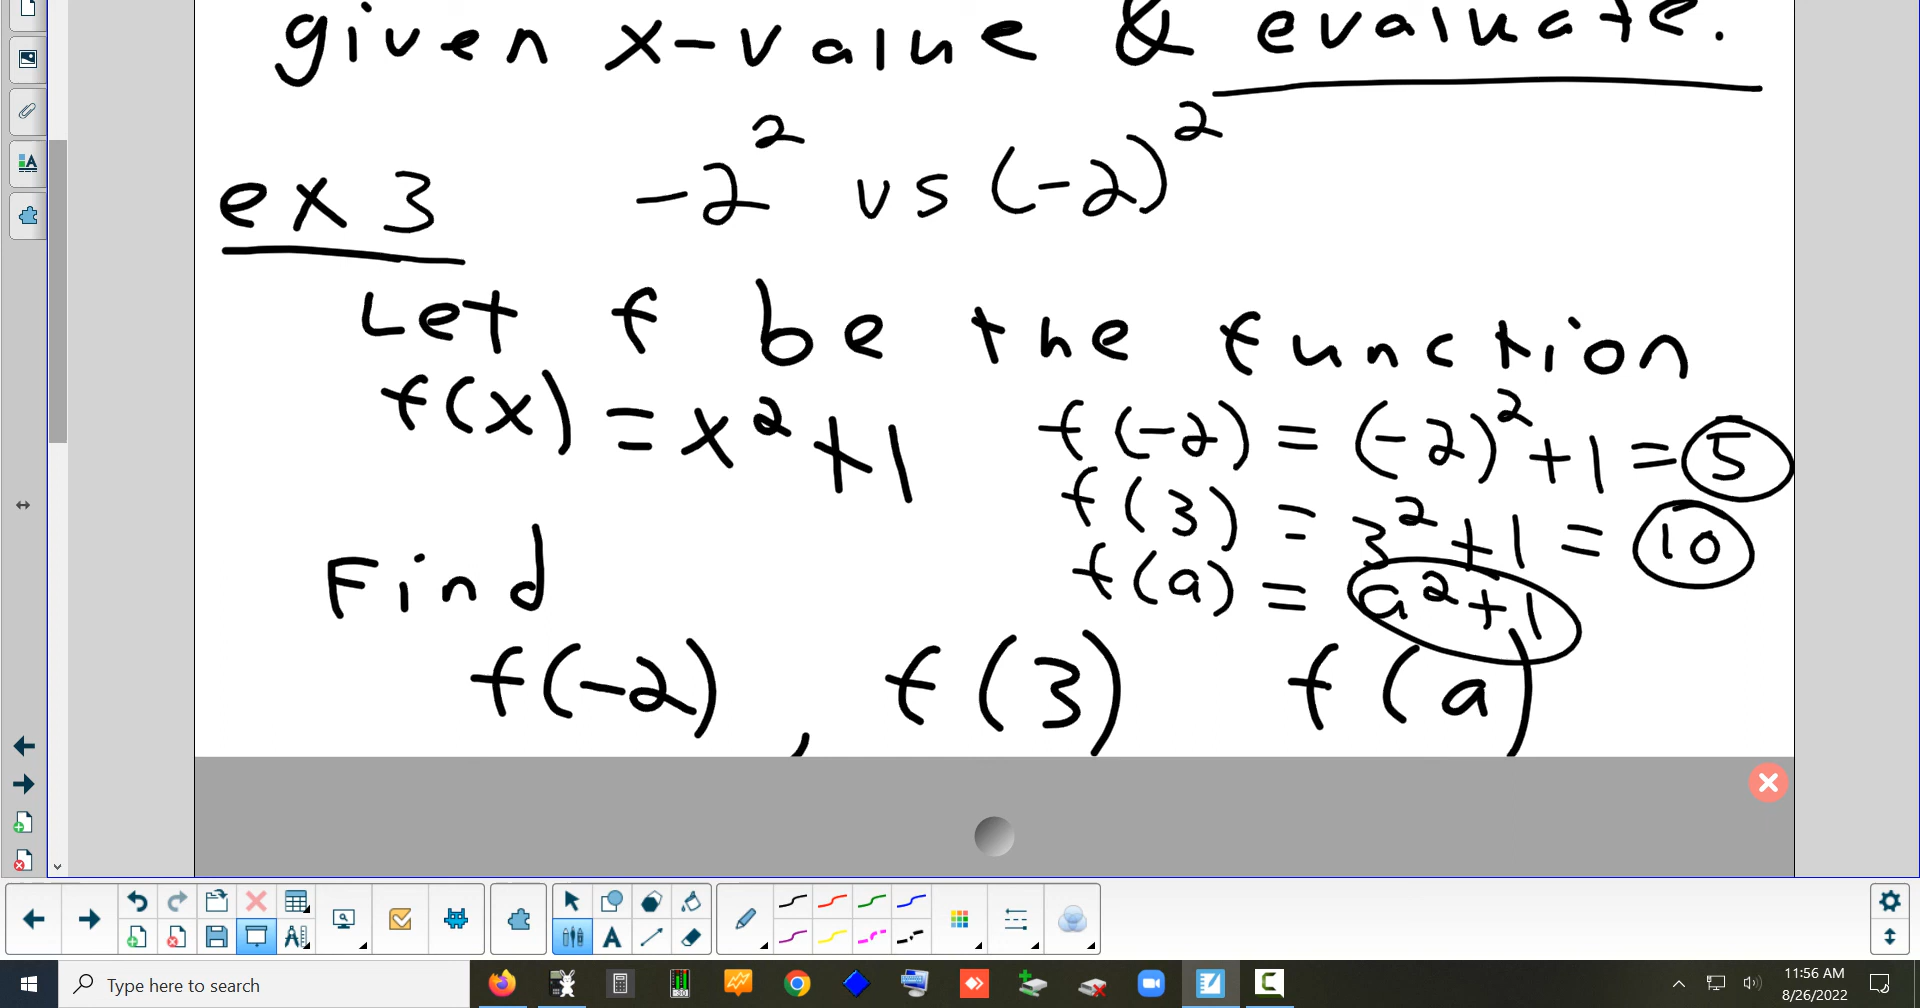 given x-value & evaluate.
ex 3 -2² vs (-2)²
Let f be the function
f(x) = x²+1
f(-2) = (-2)²+1 = 5
f(3) = 3²+1 = 10
f(a) = a²+1
Find
f(-2), f(3) f(a)
Type here to search
11:56 AM
8/26/2022